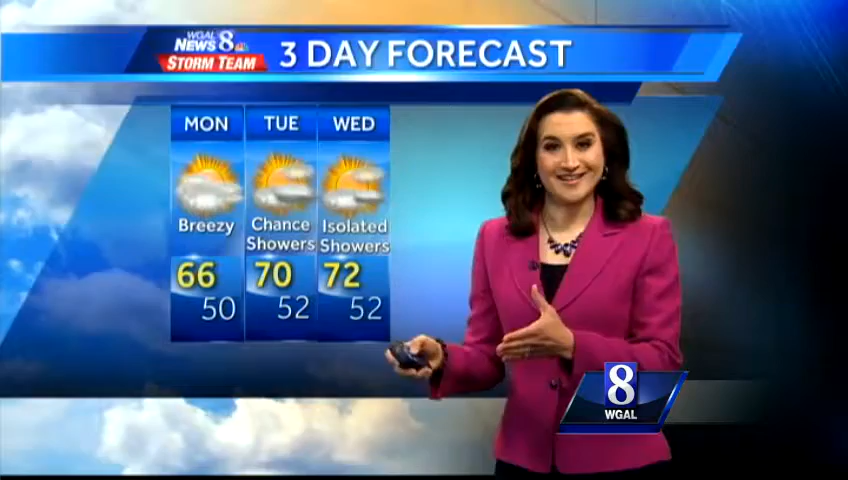 WGAL
NEWS 8
STORM TEAM
3 DAY FORECAST
MON TUE WED
Breezy Chance Showers Isolated Showers
66 70 72
50 52 52
8
WGAL